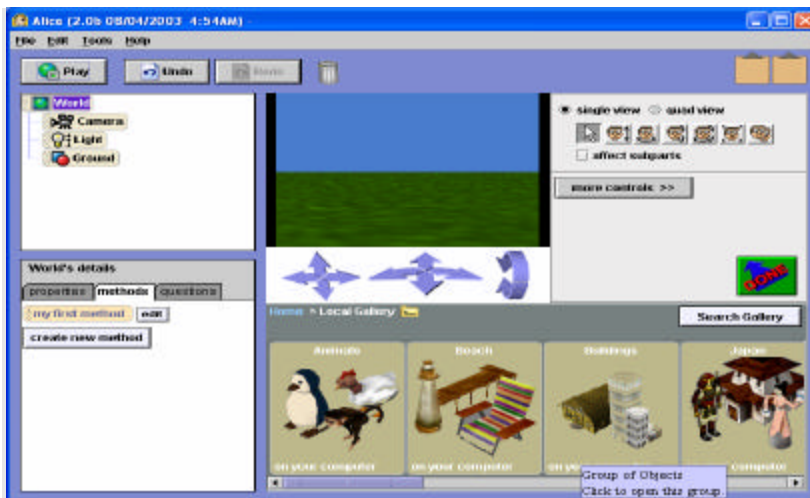 Alice (2.0b 08/04/2003 4:54AM) -
File Edit Tools Help
Play Undo Redo
World
Camera
Light
Ground
single view quad view
affect subparts
more controls >>
DONE
World's details
properties methods questions
my first method edit
create new method
Home > Local Gallery
Search Gallery
Animals Beach Buildings Japan
on your computer on your computer on your computer
Group of Objects
Click to open this group